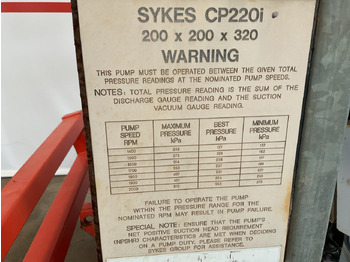 SYKES CP220i
200 x 200 x 320
WARNING
THIS PUMP MUST BE OPERATED BETWEEN THE GIVEN TOTAL
PRESSURE READINGS AT THE NOMINATED PUMP SPEEDS.
NOTES: TOTAL PRESSURE READING IS THE SUM OF THE
DISCHARGE GAUGE READING AND THE SUCTION
VACUUM GAUGE READING.
PUMP SPEED RPM MAXIMUM PRESSURE kPa BEST PRESSURE kPa MINIMUM PRESSURE kPa
FAILURE TO OPERATE THE PUMP
WITHIN THE PRESSURE RANGE FOR THE
NOMINATED RPM MAY RESULT IN PUMP FAILURE.
SPECIAL NOTE: ENSURE THAT THE PUMP'S
NET POSITIVE SUCTION HEAD REQUIREMENT
(NPSHR) CHARACTERISTICS ARE MET WHEN DECIDING
ON A PUMP DUTY. PLEASE REFER TO
SYKES GROUP FOR ASSISTANCE.